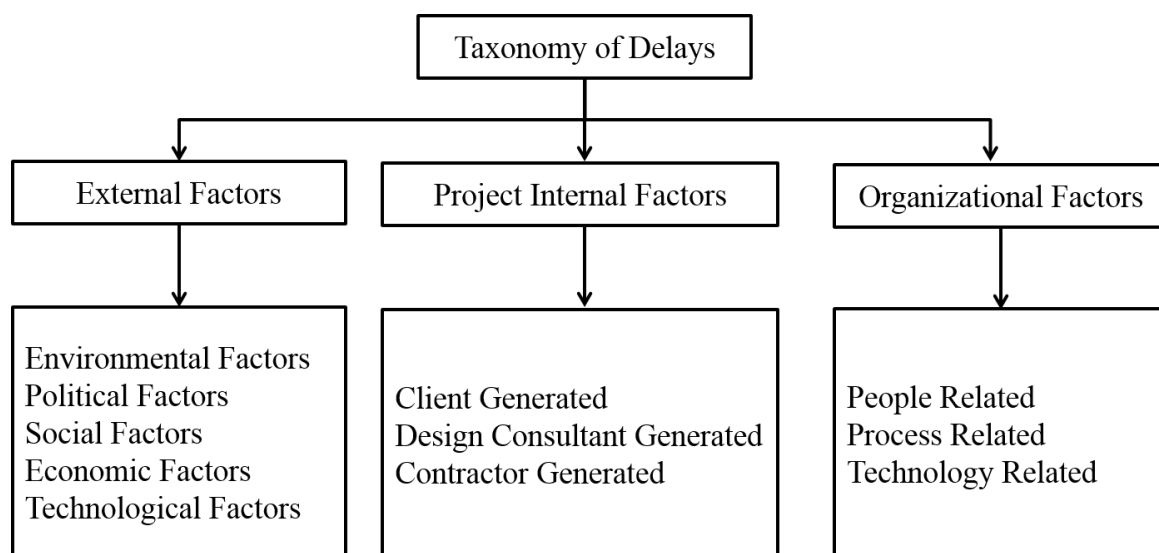 Taxonomy of Delays
External Factors
Project Internal Factors
Organizational Factors
Environmental Factors
Political Factors
Social Factors
Economic Factors
Technological Factors
Client Generated
Design Consultant Generated
Contractor Generated
People Related
Process Related
Technology Related